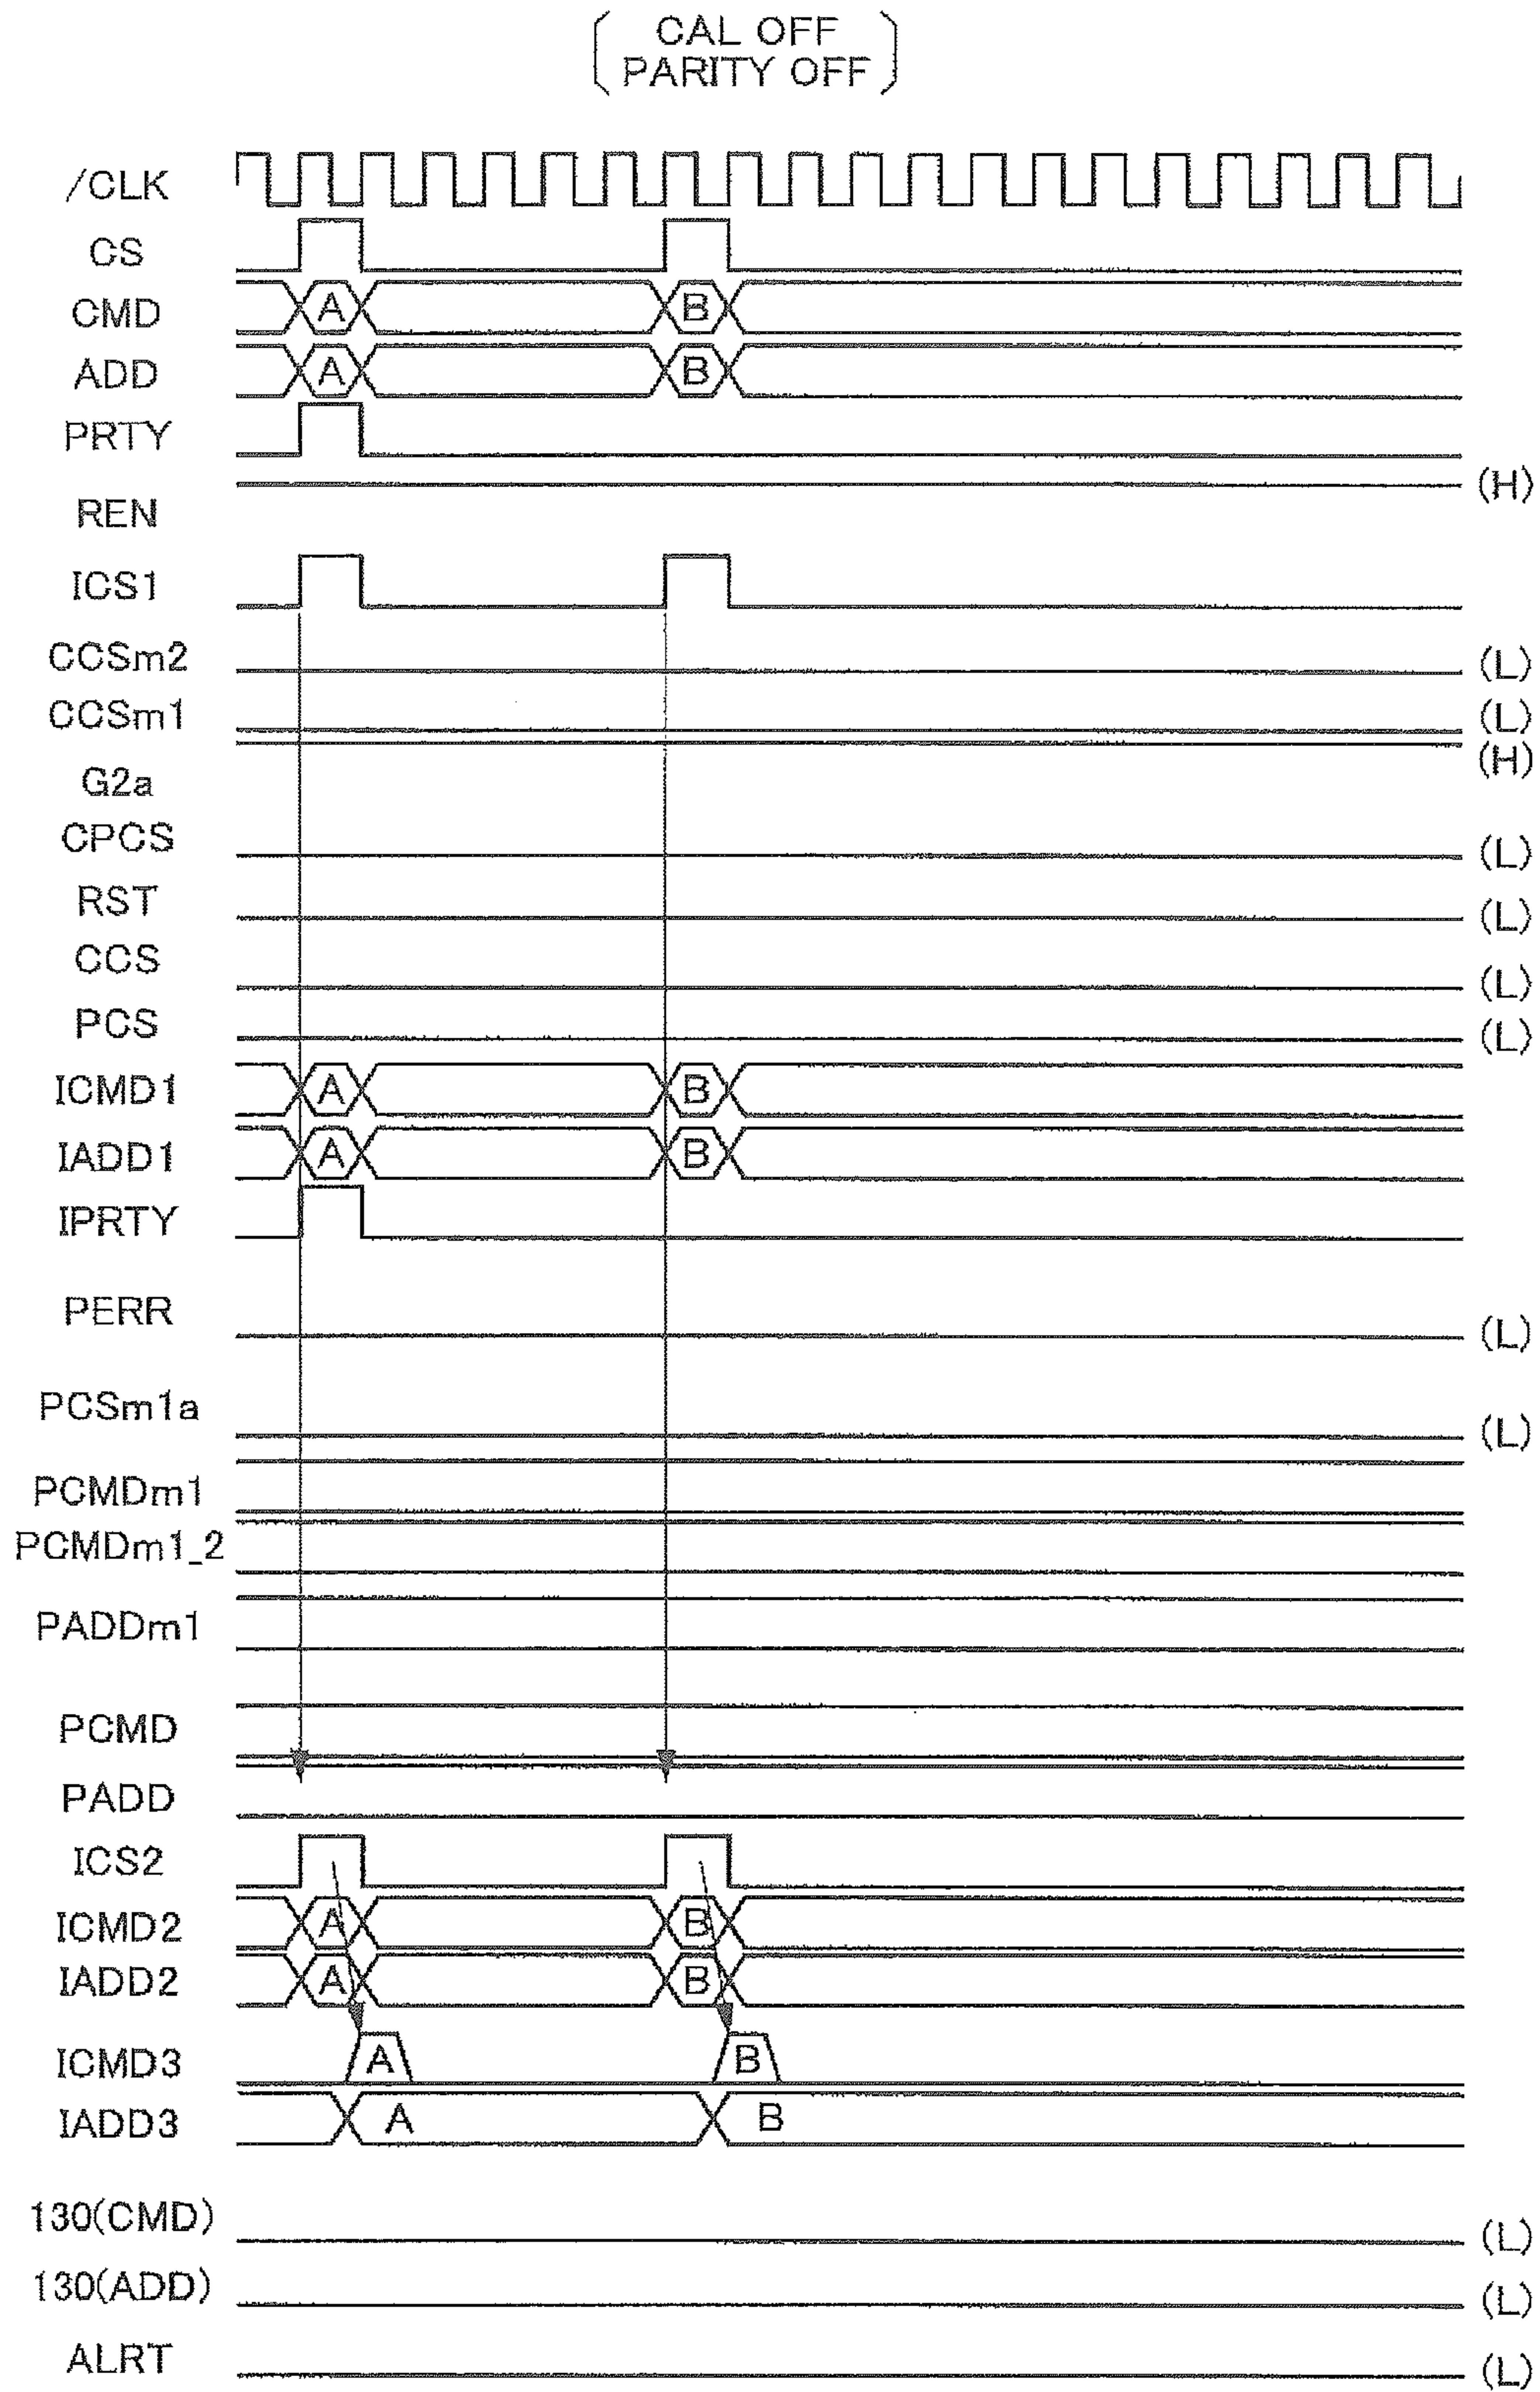 CAL OFF
PARITY OFF
/CLK
CS
CMD A B
ADD A B
PRTY
REN (H)
ICS1
CCSm2 (L)
CCSm1 (L)
G2a (H)
CPCS (L)
RST (L)
CCS (L)
PCS (L)
ICMD1 A B
IADD1 A B
IPRTY
PERR (L)
PCSm1a (L)
PCMDm1
PCMDm1_2
PADDm1
PCMD
PADD
ICS2
ICMD2 A B
IADD2 A B
ICMD3 A B
IADD3 A B
130(CMD) (L)
130(ADD) (L)
ALRT (L)